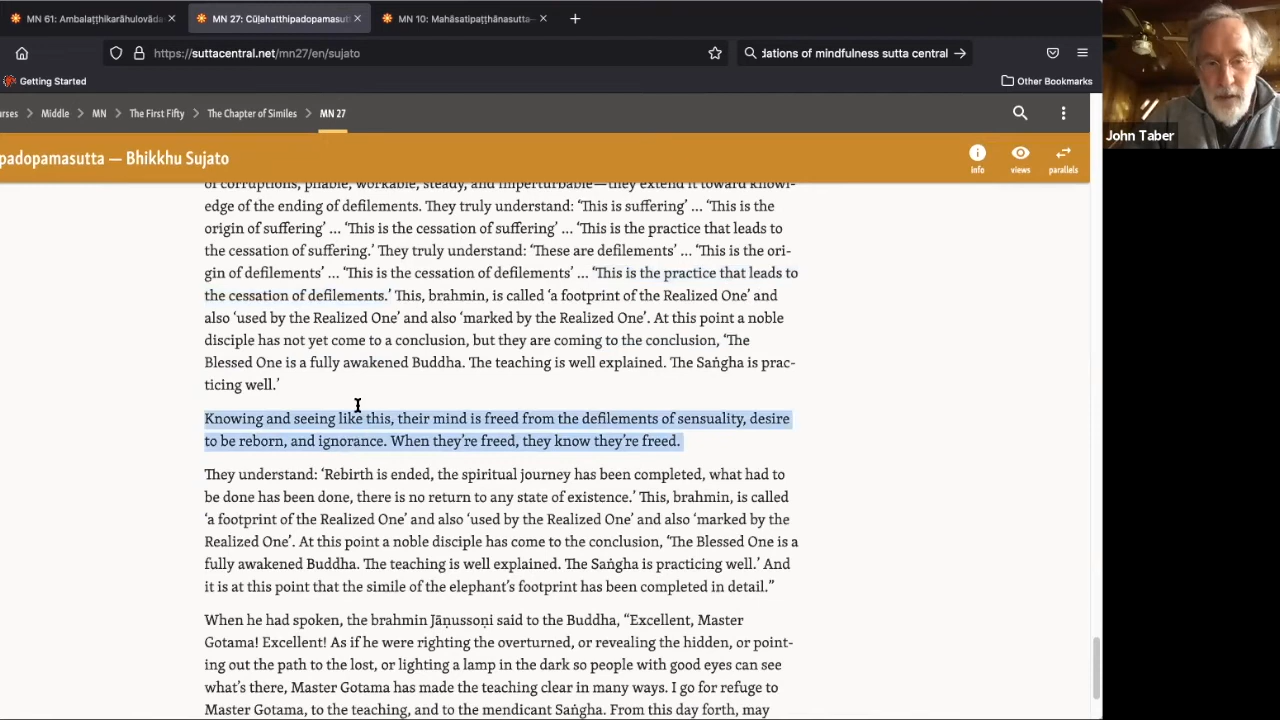 MN 61: Ambalaṭṭhikarāhulovāda
MN 27: Cūḷahatthipadopamasut
MN 10: Mahāsatipaṭṭhānasutta—
https://suttacentral.net/mn27/en/sujato
dations of mindfulness sutta central
Getting Started
Other Bookmarks
rses > Middle > MN > The First Fifty > The Chapter of Similes > MN 27
padopamasutta — Bhikkhu Sujato
info
views
parallels
John Taber
of corruptions, pliable, workable, steady, and imperturbable—they extend it toward knowl-
edge of the ending of defilements. They truly understand: ‘This is suffering’ … ‘This is the
origin of suffering’ … ‘This is the cessation of suffering’ … ‘This is the practice that leads to
the cessation of suffering.’ They truly understand: ‘These are defilements’ … ‘This is the ori-
gin of defilements’ … ‘This is the cessation of defilements’ … ‘This is the practice that leads to
the cessation of defilements.’ This, brahmin, is called ‘a footprint of the Realized One’ and
also ‘used by the Realized One’ and also ‘marked by the Realized One’. At this point a noble
disciple has not yet come to a conclusion, but they are coming to the conclusion, ‘The
Blessed One is a fully awakened Buddha. The teaching is well explained. The Saṅgha is prac-
ticing well.’
Knowing and seeing like this, their mind is freed from the defilements of sensuality, desire
to be reborn, and ignorance. When they’re freed, they know they’re freed.
They understand: ‘Rebirth is ended, the spiritual journey has been completed, what had to
be done has been done, there is no return to any state of existence.’ This, brahmin, is called
‘a footprint of the Realized One’ and also ‘used by the Realized One’ and also ‘marked by the
Realized One’. At this point a noble disciple has come to the conclusion, ‘The Blessed One is a
fully awakened Buddha. The teaching is well explained. The Saṅgha is practicing well.’ And
it is at this point that the simile of the elephant’s footprint has been completed in detail.”
When he had spoken, the brahmin Jāṇussoṇi said to the Buddha, “Excellent, Master
Gotama! Excellent! As if he were righting the overturned, or revealing the hidden, or point-
ing out the path to the lost, or lighting a lamp in the dark so people with good eyes can see
what’s there, Master Gotama has made the teaching clear in many ways. I go for refuge to
Master Gotama, to the teaching, and to the mendicant Saṅgha. From this day forth, may